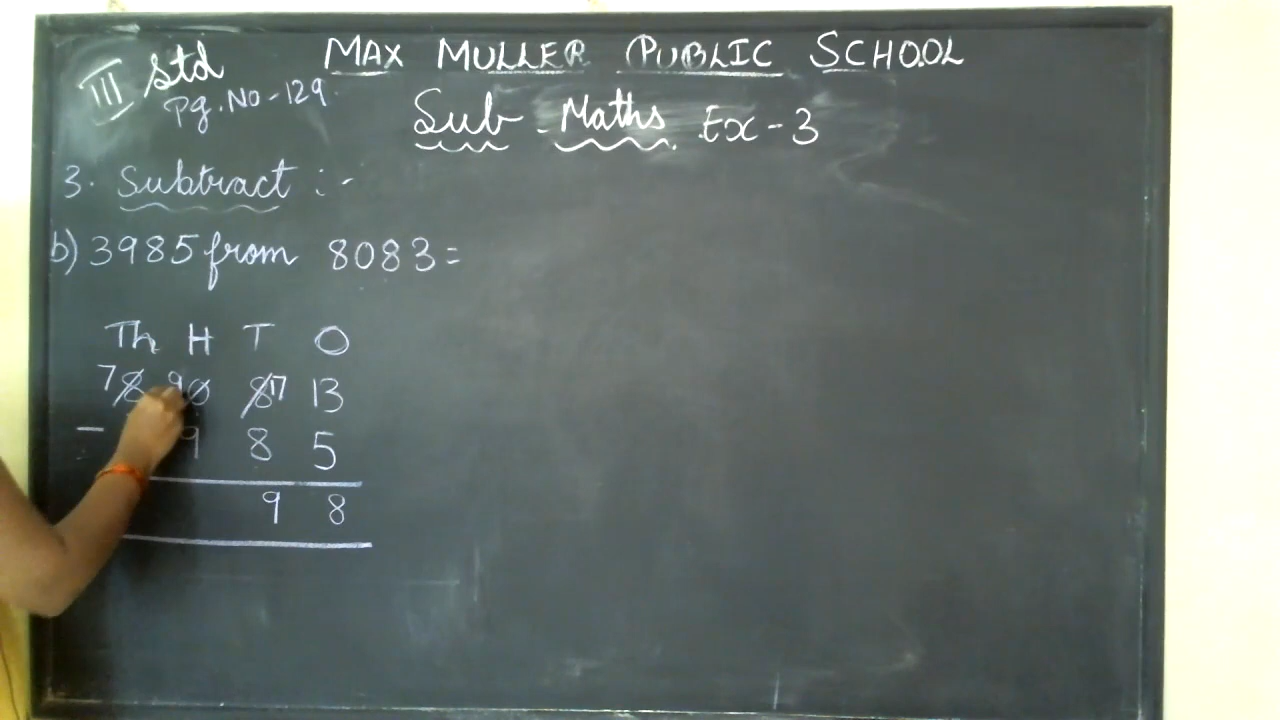 III Std MAX MULLER PUBLIC SCHOOL
Pg. No - 129.
Sub - Maths. Ex - 3
3. Subtract :-
b) 3985 from 8083 =
Th H T O
7 8 9 0 8 17 13
- 9 8 5
9 8